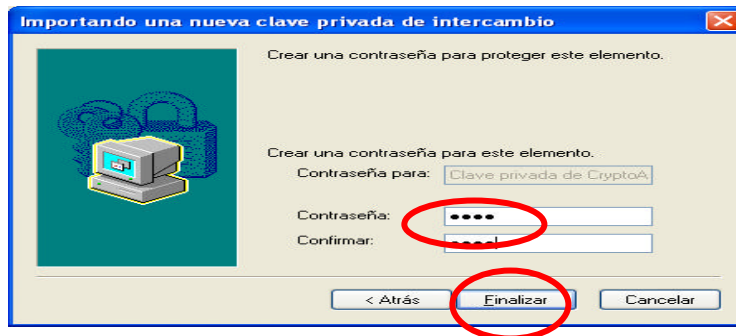 Importando una nueva clave privada de intercambio
Crear una contraseña para proteger este elemento.
Crear una contraseña para este elemento.
Contraseña para: Clave privada de CryptoA
Contraseña: ●●●●
Confirmar: ●●●●
< Atrás Finalizar Cancelar